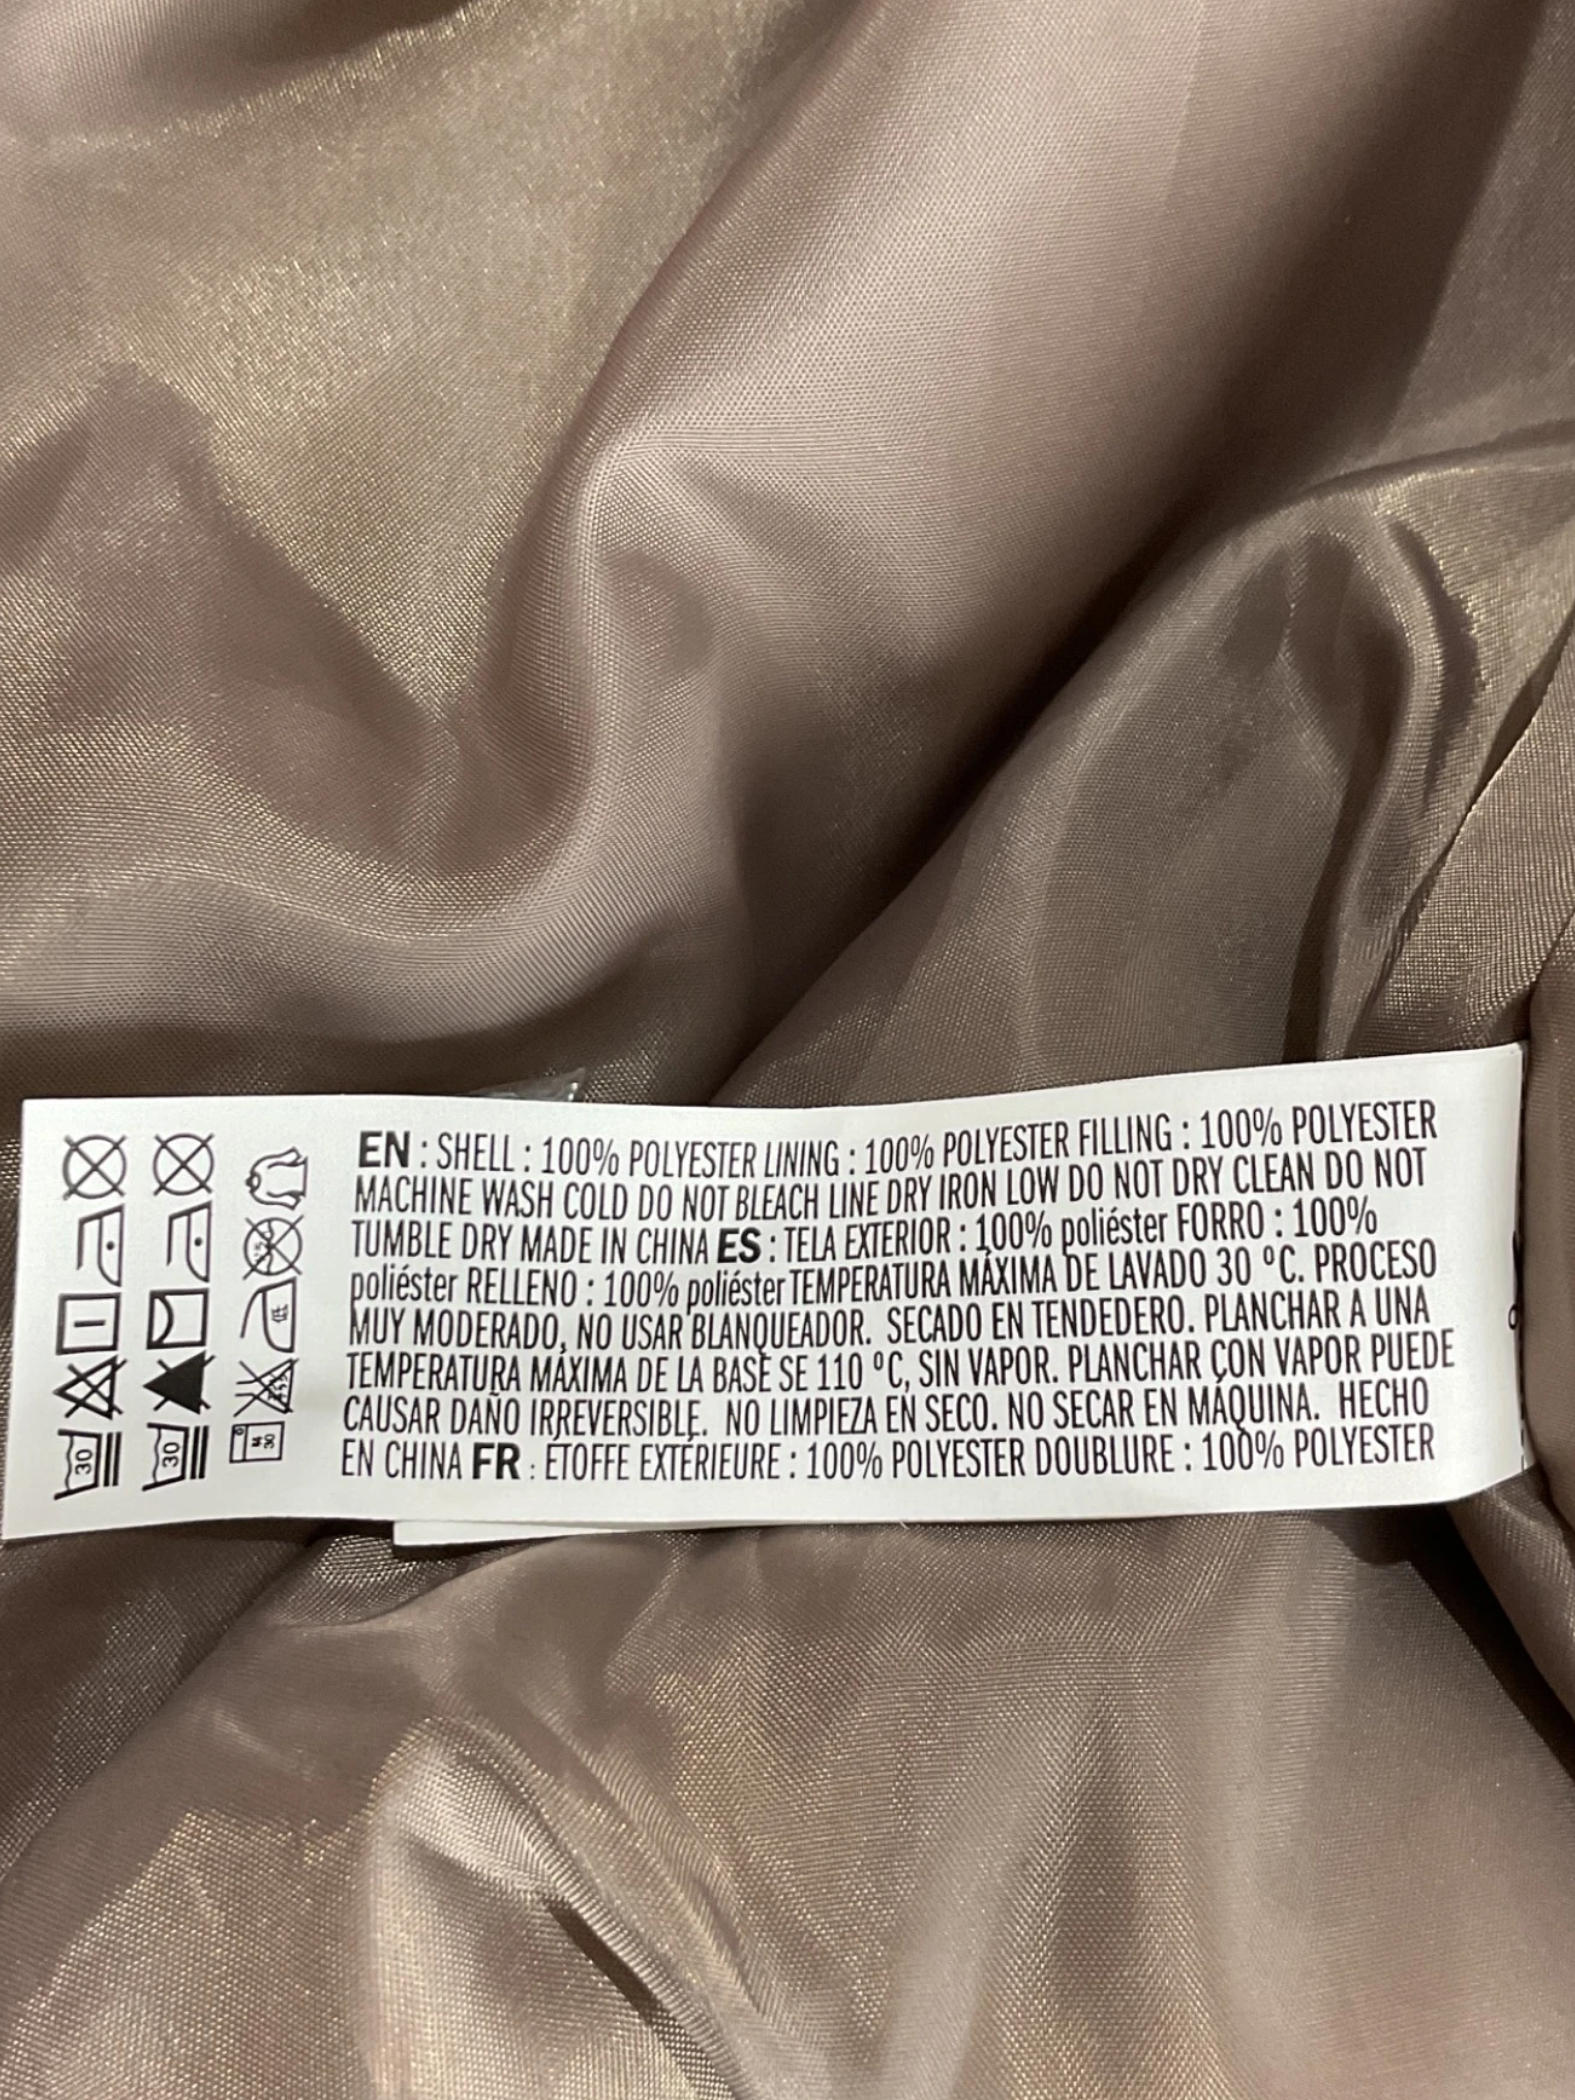 EN : SHELL : 100% POLYESTER LINING : 100% POLYESTER FILLING : 100% POLYESTER
MACHINE WASH COLD DO NOT BLEACH LINE DRY IRON LOW DO NOT DRY CLEAN DO NOT
TUMBLE DRY MADE IN CHINA ES : TELA EXTERIOR : 100% poliéster FORRO : 100%
poliéster RELLENO : 100% poliéster TEMPERATURA MÁXIMA DE LAVADO 30 ºC. PROCESO
MUY MODERADO, NO USAR BLANQUEADOR. SECADO EN TENDEDERO. PLANCHAR A UNA
TEMPERATURA MÁXIMA DE LA BASE SE 110 ºC, SIN VAPOR. PLANCHAR CON VAPOR PUEDE
CAUSAR DAÑO IRREVERSIBLE. NO LIMPIEZA EN SECO. NO SECAR EN MÁQUINA. HECHO
EN CHINA FR : ÉTOFFE EXTÉRIEURE : 100% POLYESTER DOUBLURE : 100% POLYESTER
30
30